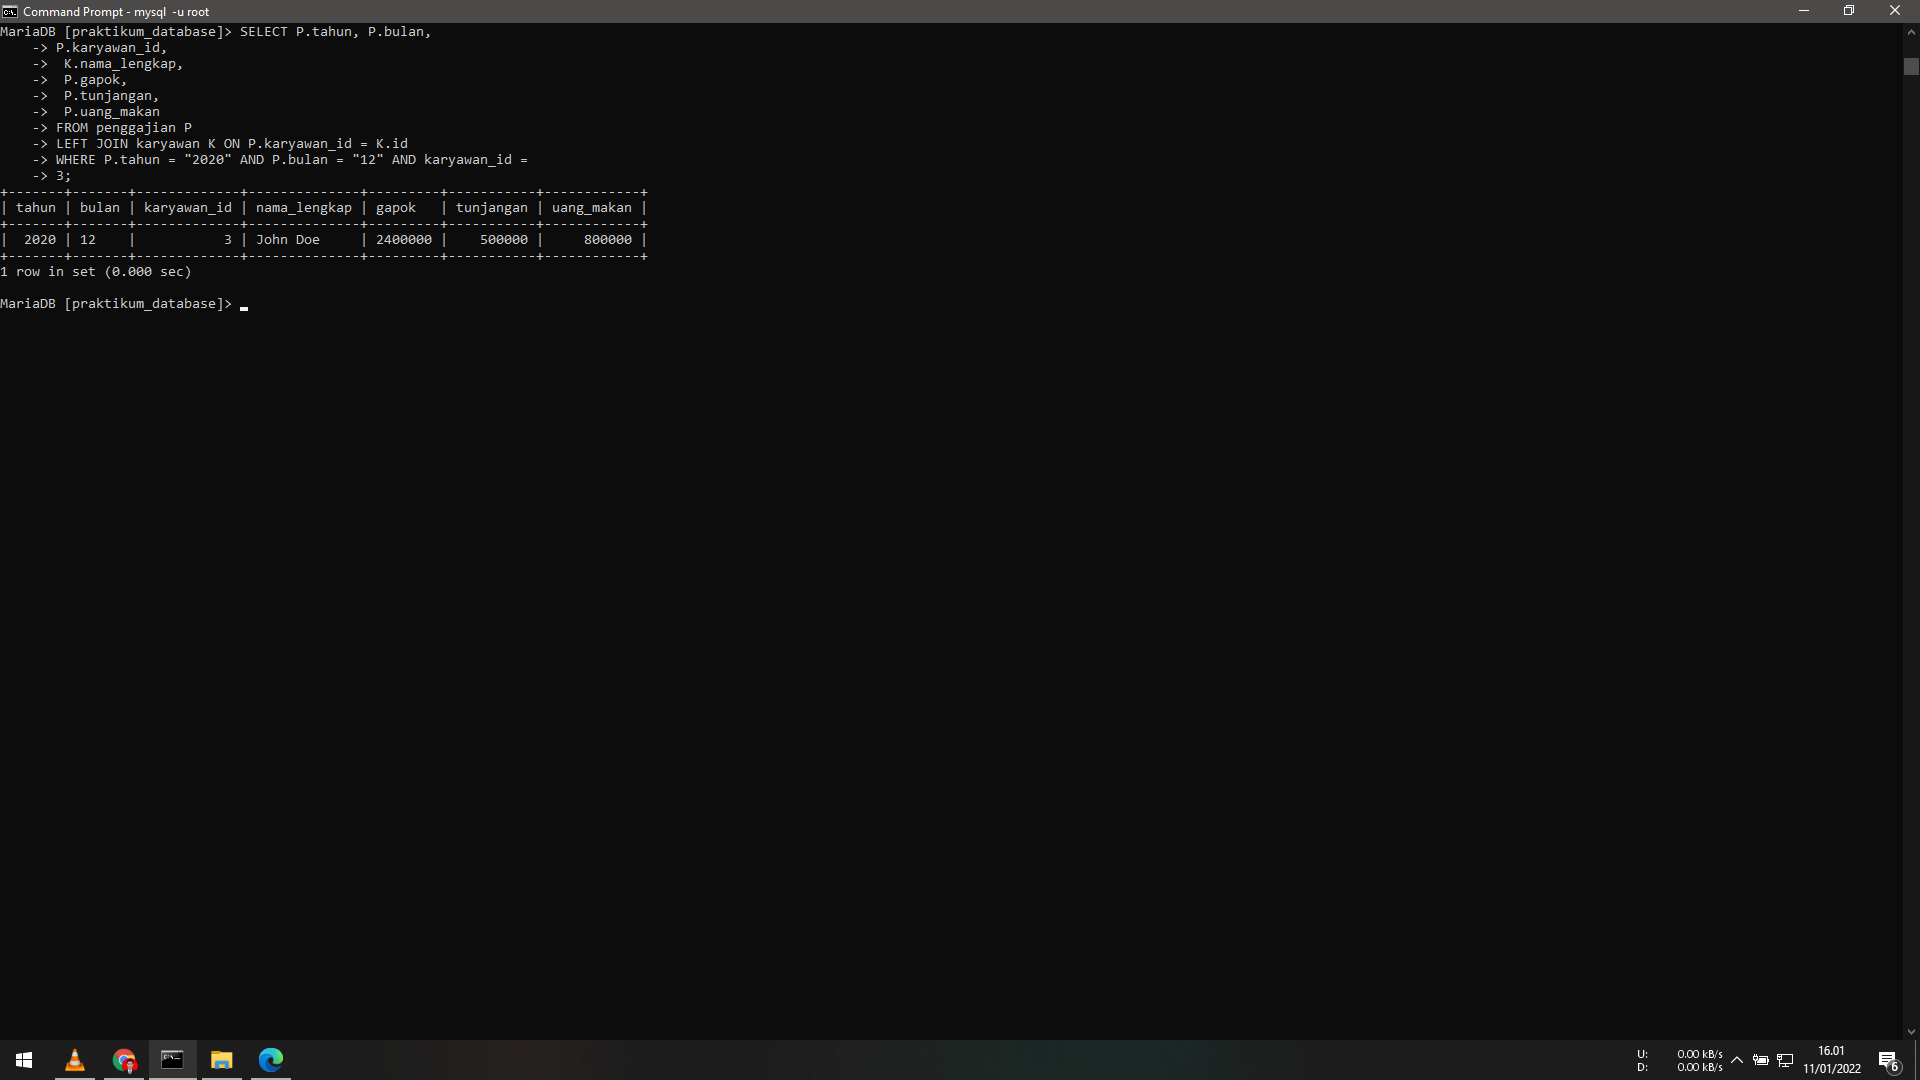 Command Prompt - mysql -u root
MariaDB [praktikum_database]> SELECT P.tahun, P.bulan,
    -> P.karyawan_id,
    ->  K.nama_lengkap,
    ->  P.gapok,
    ->  P.tunjangan,
    ->  P.uang_makan
    -> FROM penggajian P
    -> LEFT JOIN karyawan K ON P.karyawan_id = K.id
    -> WHERE P.tahun = "2020" AND P.bulan = "12" AND karyawan_id =
    -> 3;
+-------+-------+-------------+--------------+---------+-----------+------------+
| tahun | bulan | karyawan_id | nama_lengkap | gapok   | tunjangan | uang_makan |
+-------+-------+-------------+--------------+---------+-----------+------------+
|  2020 | 12    |           3 | John Doe     | 2400000 |    500000 |     800000 |
+-------+-------+-------------+--------------+---------+-----------+------------+
1 row in set (0.000 sec)
MariaDB [praktikum_database]> _
U: 0.00 kB/s
D: 0.00 kB/s
16.01
11/01/2022
6